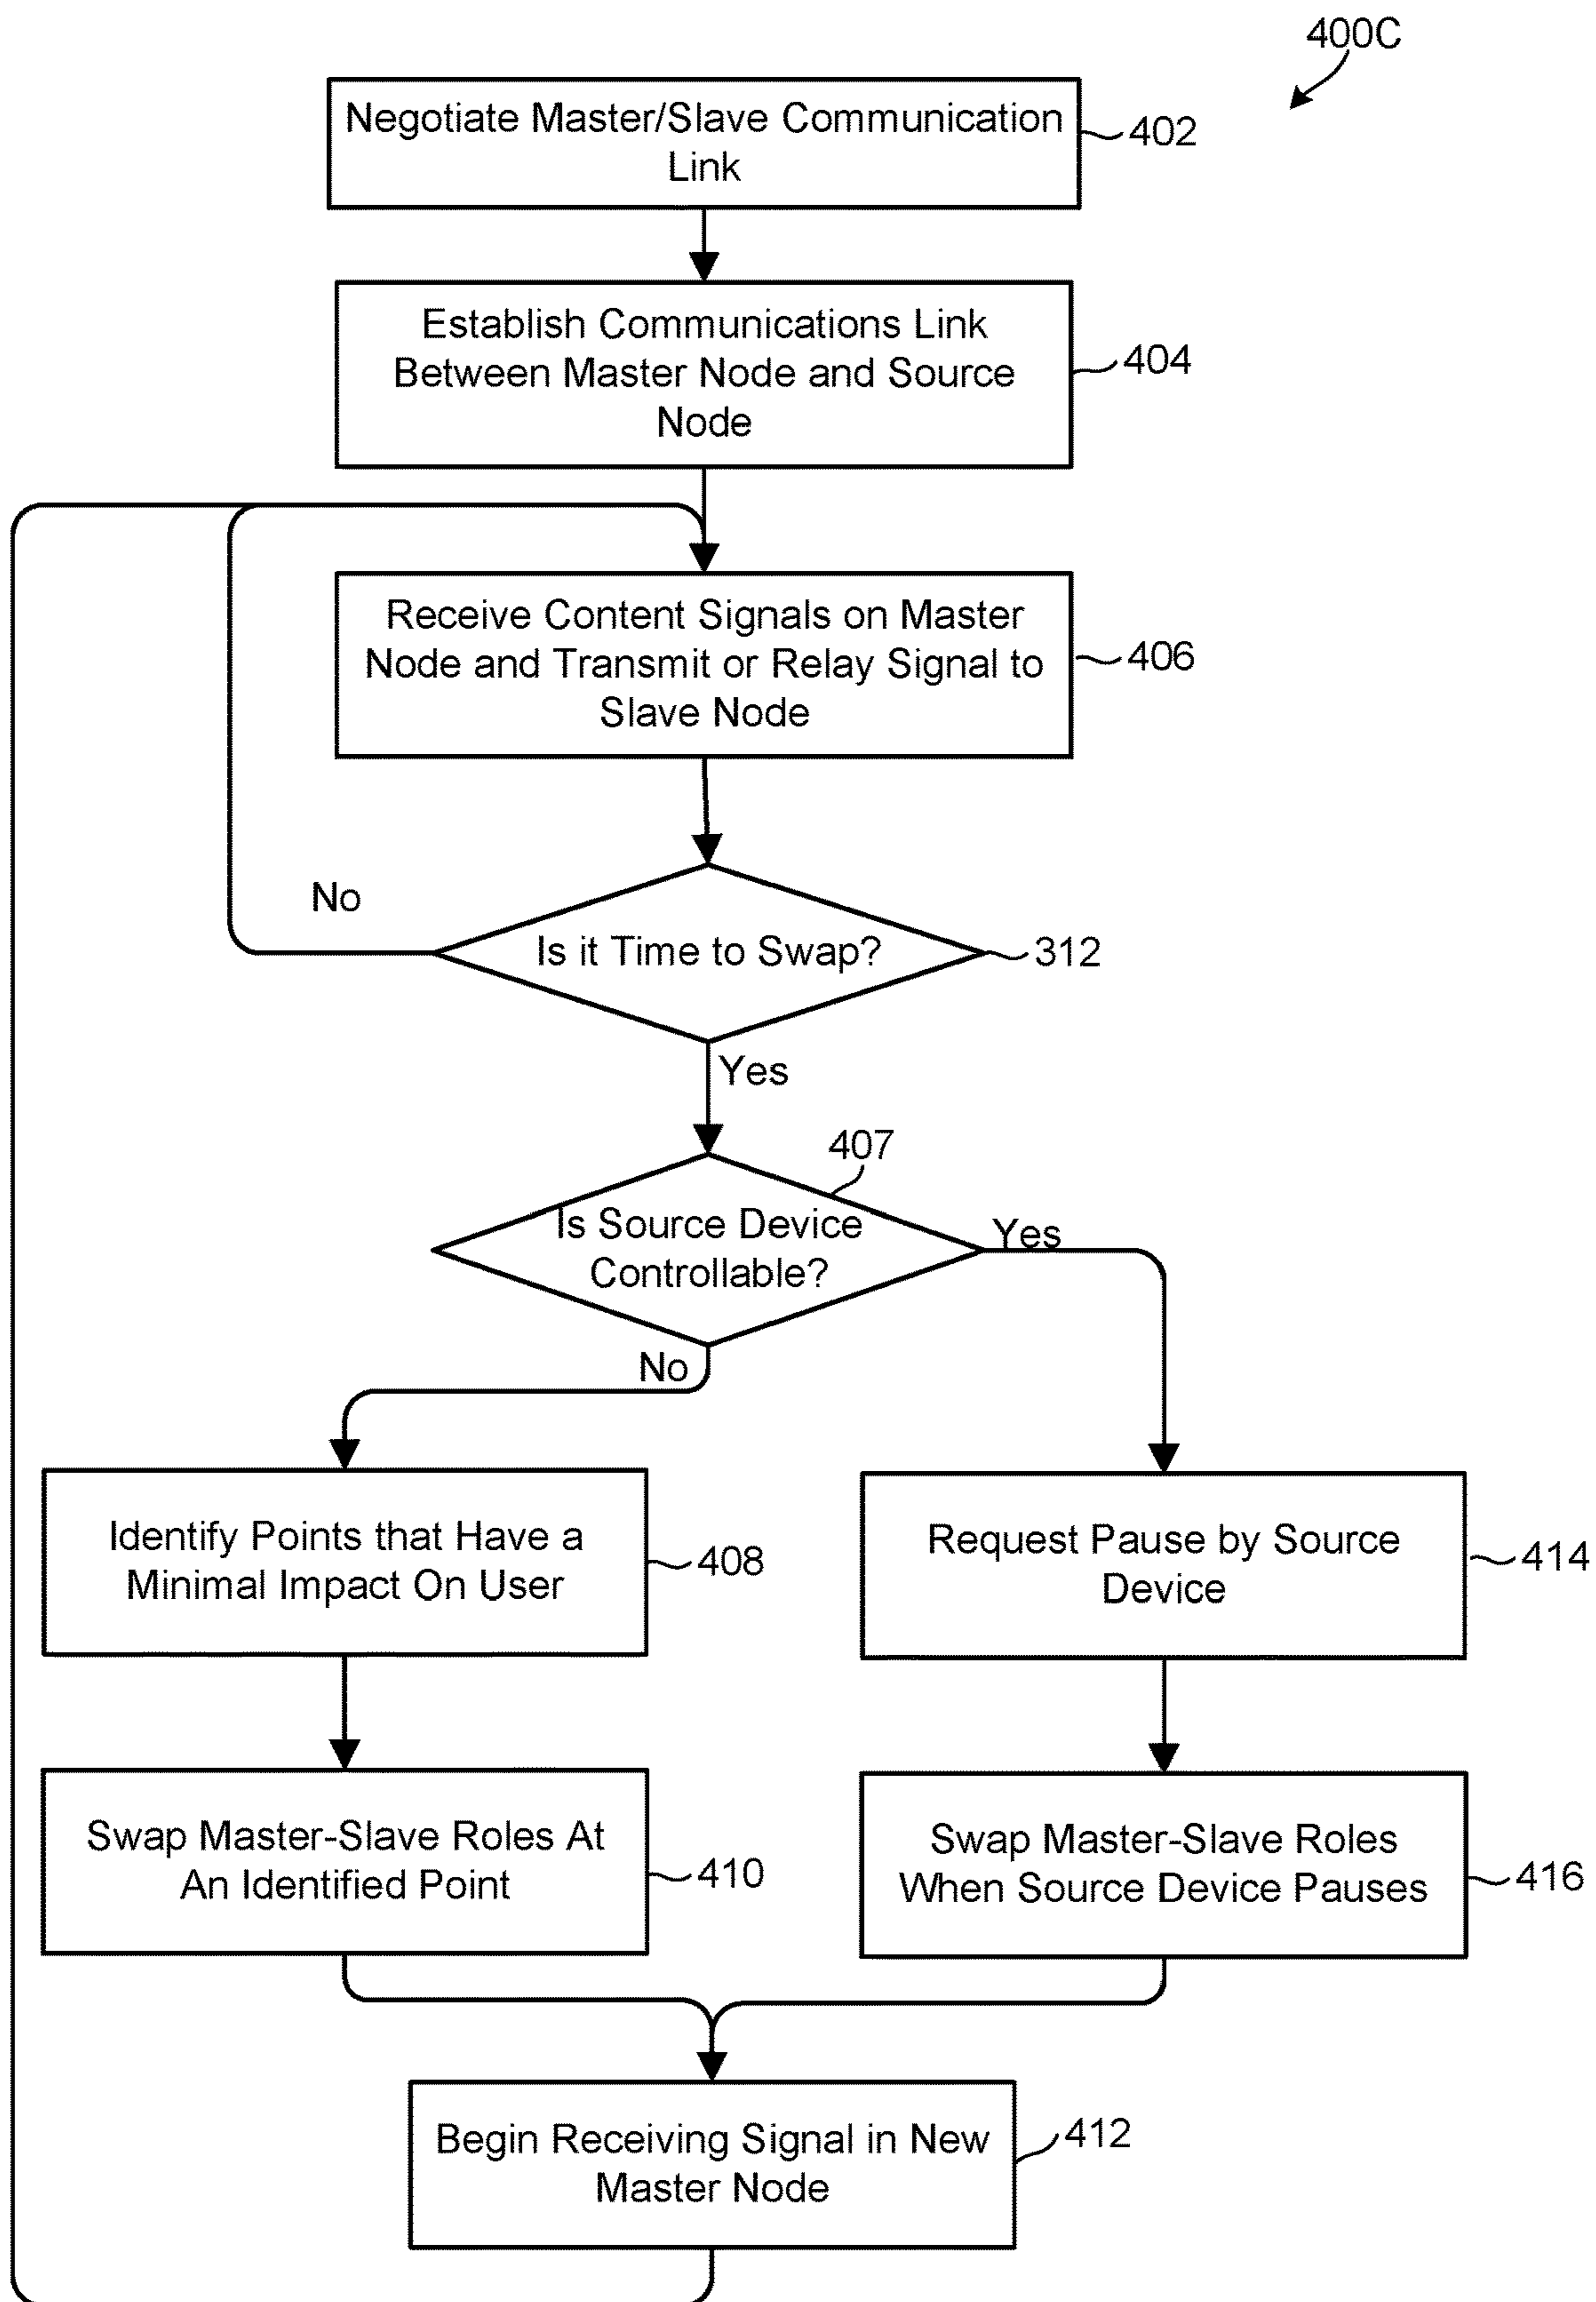 400C
Negotiate Master/Slave Communication
Link
402
Establish Communications Link
Between Master Node and Source
Node
404
Receive Content Signals on Master
Node and Transmit or Relay Signal to
Slave Node
406
No
Is it Time to Swap?
312
Yes
407
Is Source Device
Controllable?
Yes
No
Identify Points that Have a
Minimal Impact On User
408
Request Pause by Source
Device
414
Swap Master-Slave Roles At
An Identified Point
410
Swap Master-Slave Roles
When Source Device Pauses
416
Begin Receiving Signal in New
Master Node
412